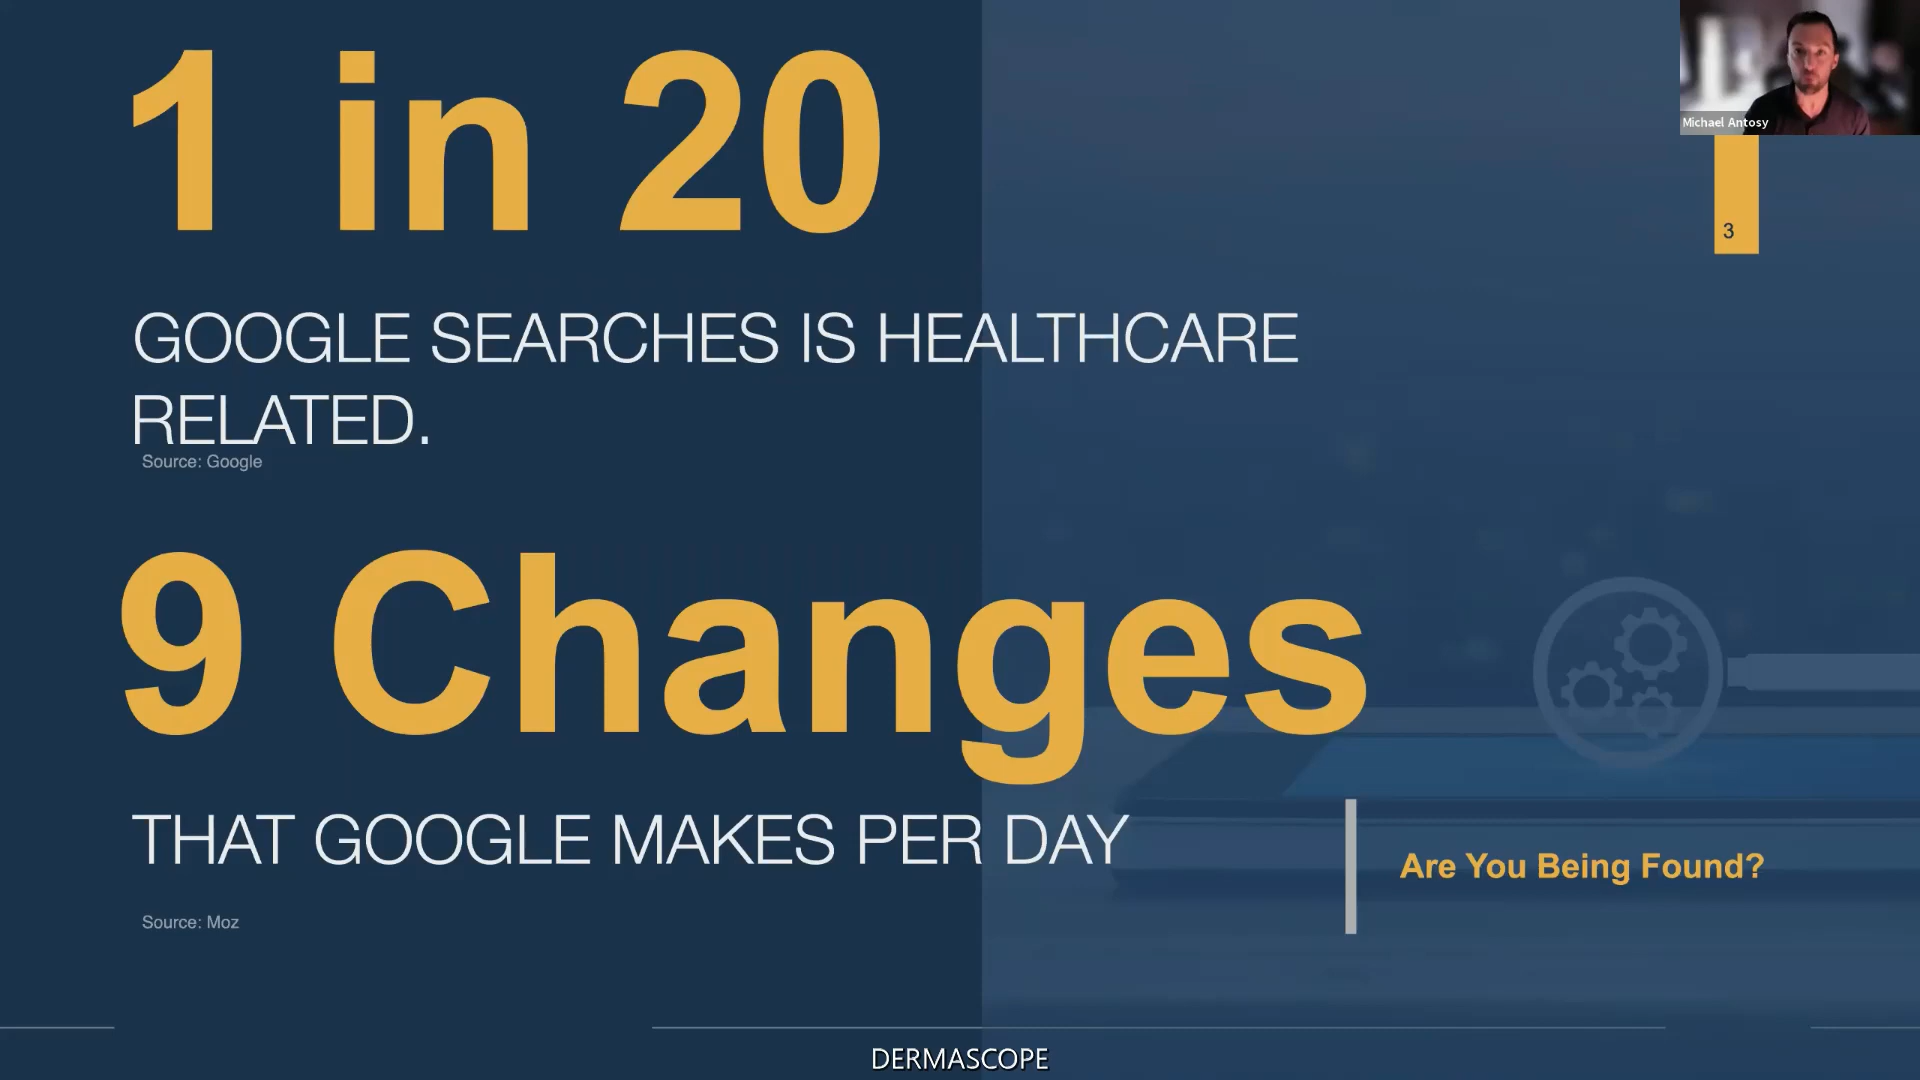 1 in 20
Michael Antosy
3
GOOGLE SEARCHES IS HEALTHCARE
RELATED.
Source: Google
9 Changes
THAT GOOGLE MAKES PER DAY
Are You Being Found?
Source: Moz
DERMASCOPE